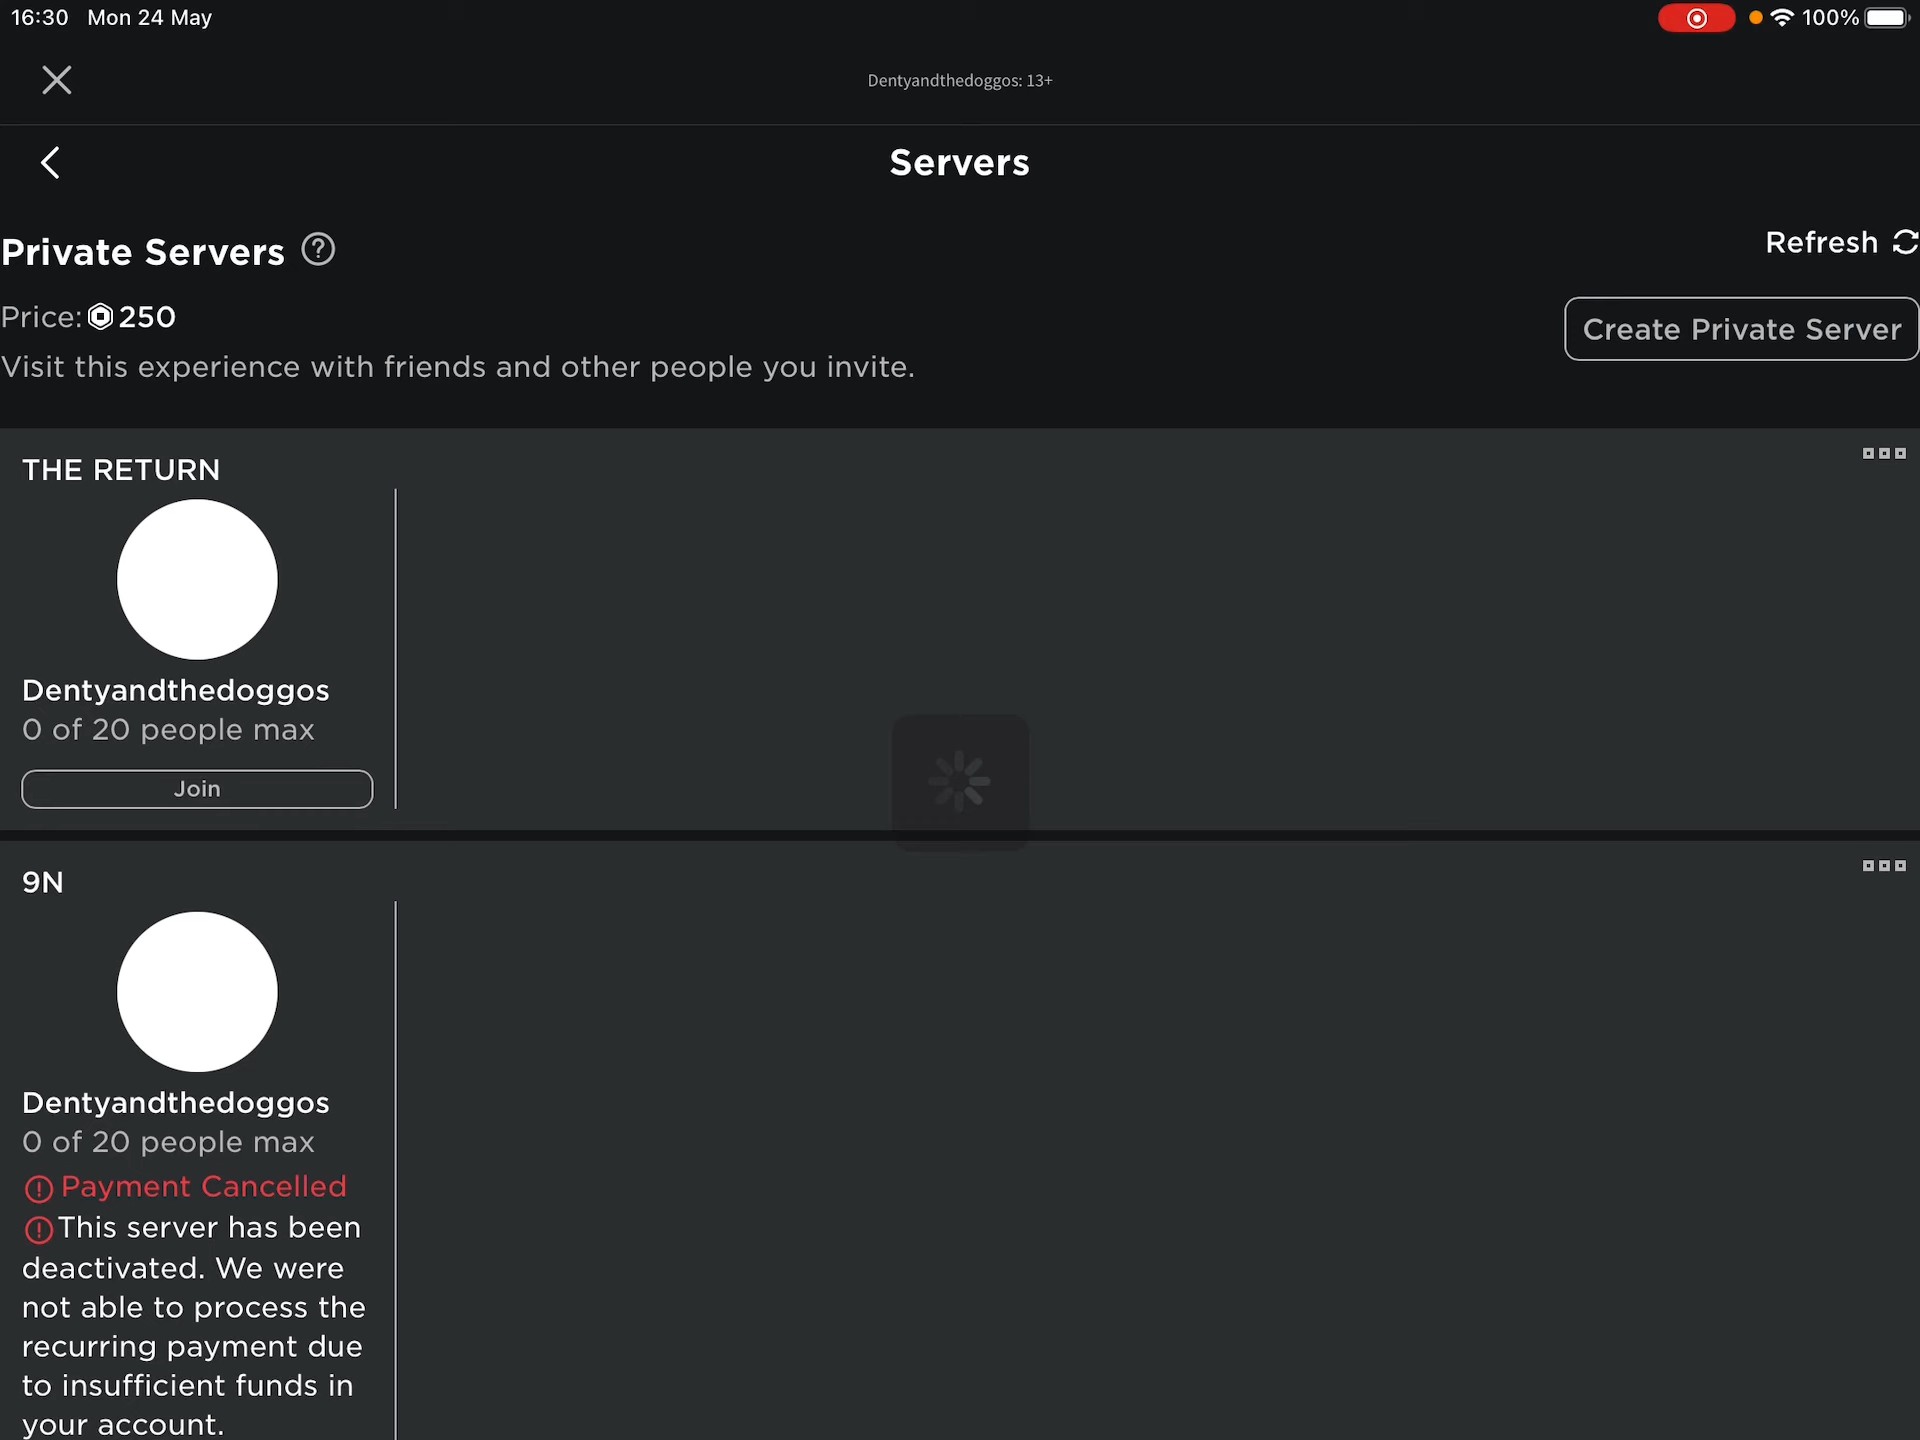 16:30 Mon 24 May
100%
Dentyandthedoggos: 13+
Servers
Private Servers
Refresh
Price: 250
Create Private Server
Visit this experience with friends and other people you invite.
THE RETURN
Dentyandthedoggos
0 of 20 people max
Join
9N
Dentyandthedoggos
0 of 20 people max
Payment Cancelled
This server has been
deactivated. We were
not able to process the
recurring payment due
to insufficient funds in
your account.